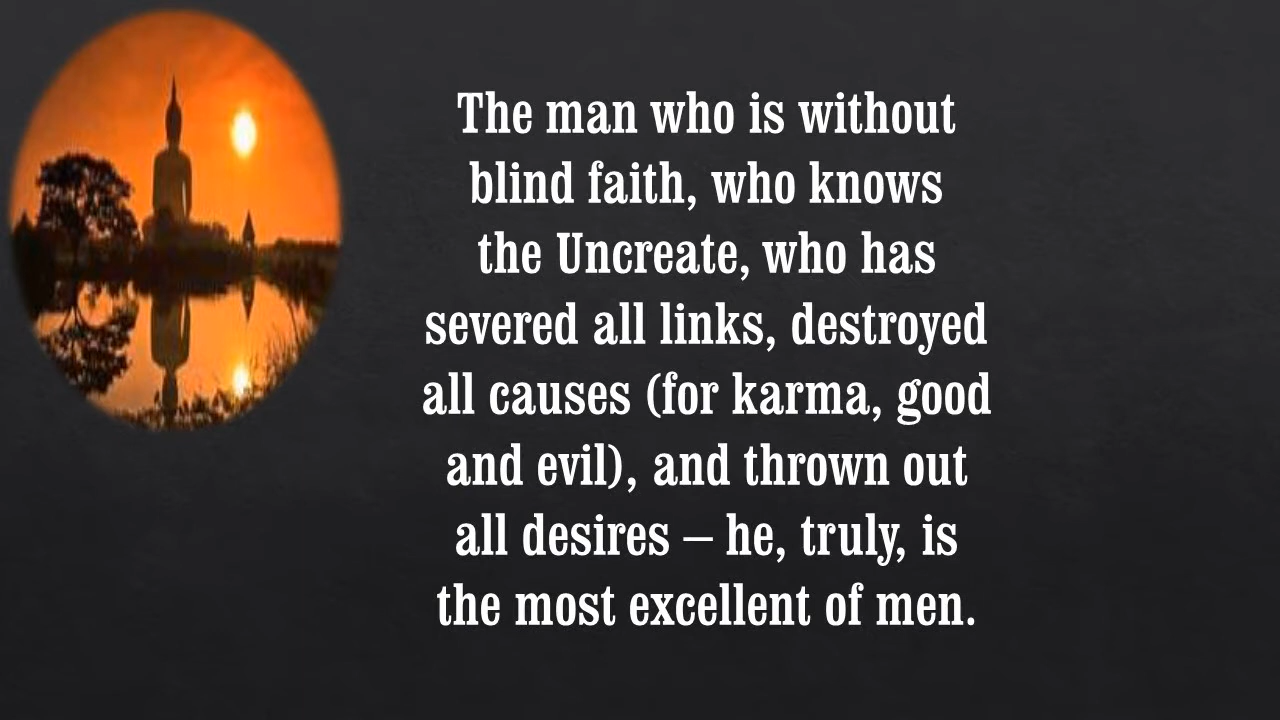 The man who is without
blind faith, who knows
the Uncreate, who has
severed all links, destroyed
all causes (for karma, good
and evil), and thrown out
all desires – he, truly, is
the most excellent of men.